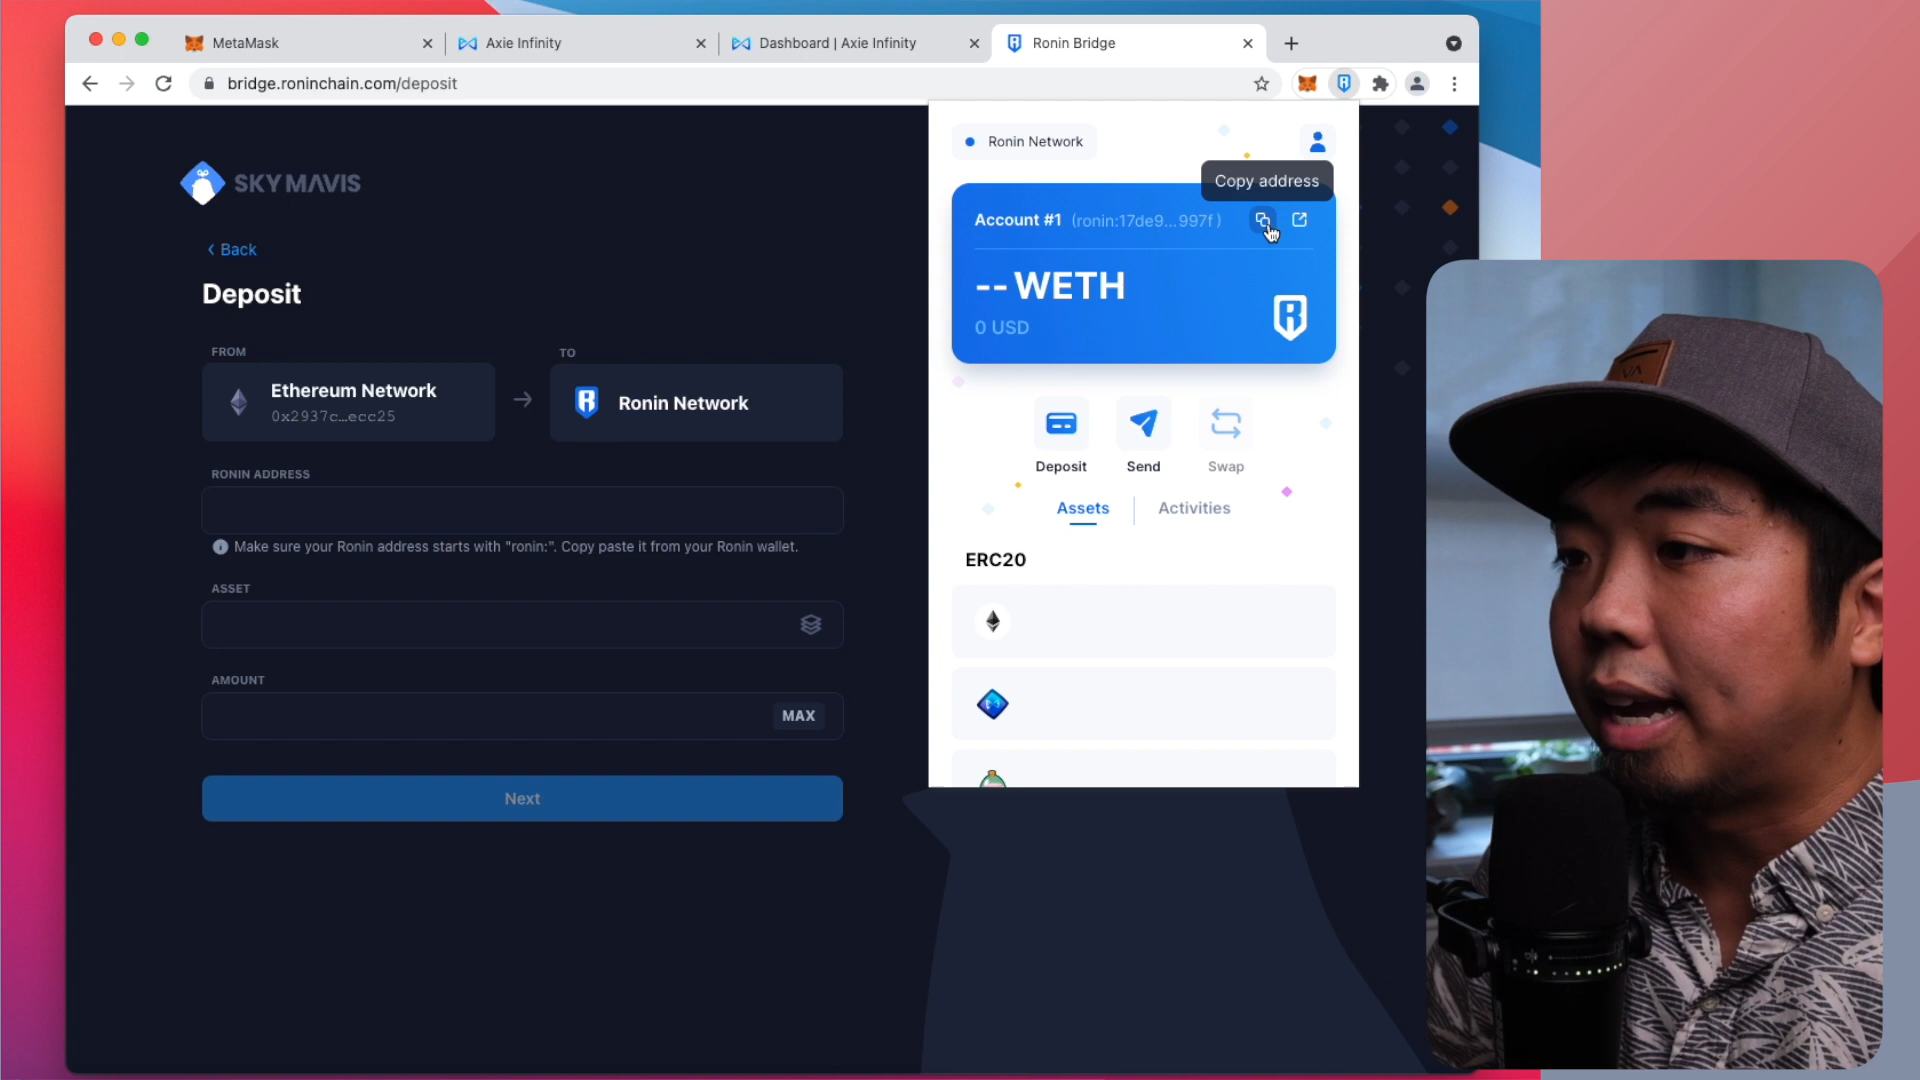 MetaMask
Axie Infinity
Dashboard | Axie Infinity
Ronin Bridge
bridge.roninchain.com/deposit
SKY MAVIS
Back
Deposit
FROM
Ethereum Network
0x2937c…ecc25
TO
Ronin Network
RONIN ADDRESS
Make sure your Ronin address starts with "ronin:". Copy paste it from your Ronin wallet.
ASSET
AMOUNT
MAX
Next
Ronin Network
Copy address
Account #1 (ronin:17de9...997f)
-- WETH
0 USD
Deposit
Send
Swap
Assets
Activities
ERC20
VA